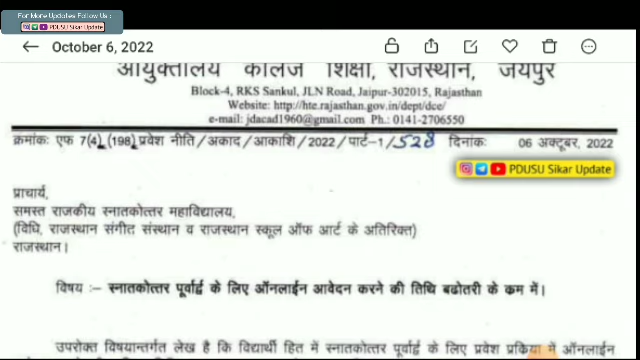 For More Updates Follow Us :
PDUSU Sikar Update
October 6, 2022
आयुक्तालय कॉलेज शिक्षा, राजस्थान, जयपुर
Block-4, RKS Sankul, JLN Road, Jaipur-302015, Rajasthan
Website: http://hte.rajasthan.gov.in/dept/dce/
e-mail: jdacad1960@gmail.com Ph.: 0141-2706550
क्रमांक: एफ 7(4) (198) प्रवेश नीति/अकाद/आकाशि/2022/पार्ट-1/528 दिनांक: 06 अक्टूबर, 2022
PDUSU Sikar Update
प्राचार्य,
समस्त राजकीय स्नातकोत्तर महाविद्यालय,
(विधि, राजस्थान संगीत संस्थान व राजस्थान स्कूल ऑफ आर्ट के अतिरिक्त)
राजस्थान।
विषय :– स्नातकोत्तर पूर्वार्द्व के लिए ऑनलाईन आवेदन करने की तिथि बढोतरी के कम में।
उपरोक्त विषयान्तर्गत लेख है कि विद्यार्थी हित में स्नातकोत्तर पूर्वार्द्व के लिए प्रवेश प्रक्रिया में ऑनलाईन